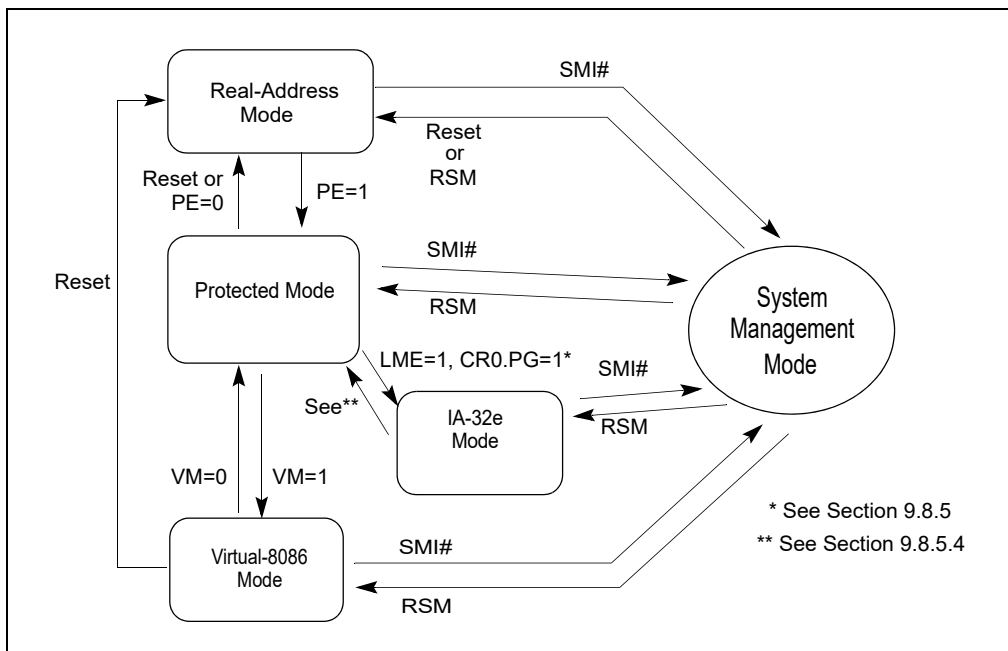 SMI#
Real-Address
Mode
Reset
or
RSM
Reset or
PE=0
PE=1
SMI#
Reset
Protected Mode
RSM
System
Management
Mode
LME=1, CR0.PG=1*
SMI#
See**
IA-32e
Mode
RSM
VM=0
VM=1
* See Section 9.8.5
** See Section 9.8.5.4
Virtual-8086
Mode
SMI#
RSM